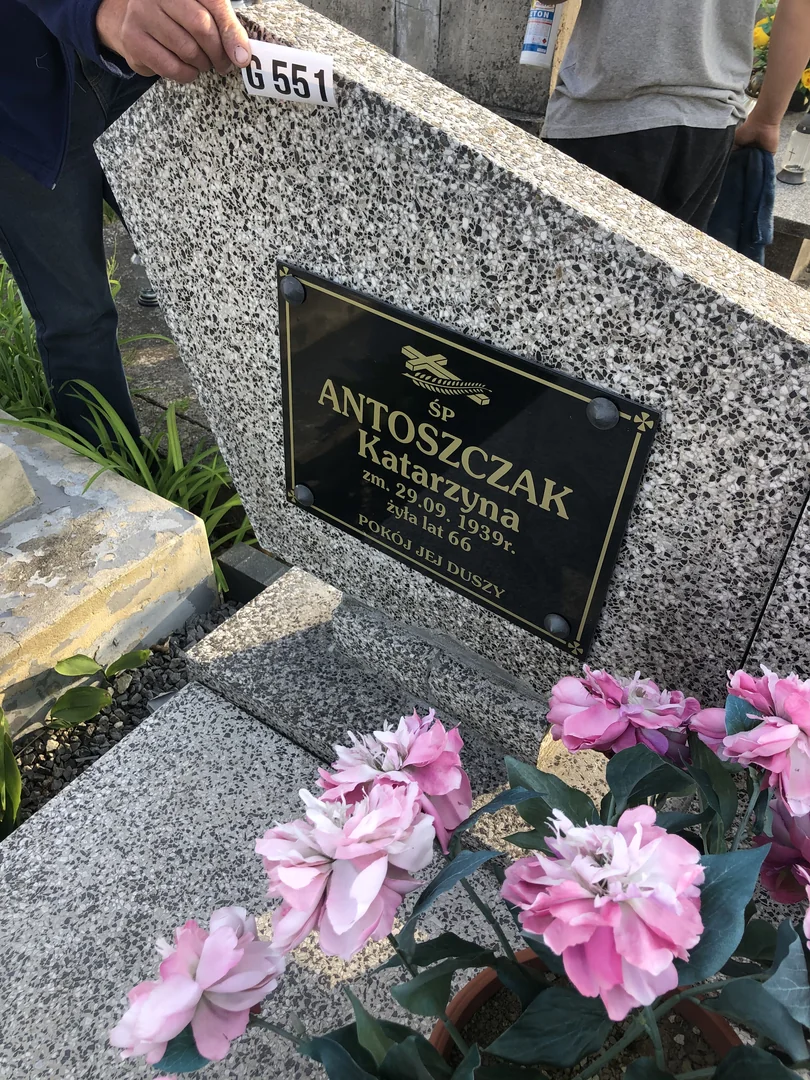 G 551
ŚP
ANTOSZCZAK
Katarzyna
zm. 29.09.1939r.
żyła lat 66
POKÓJ JEJ DUSZY